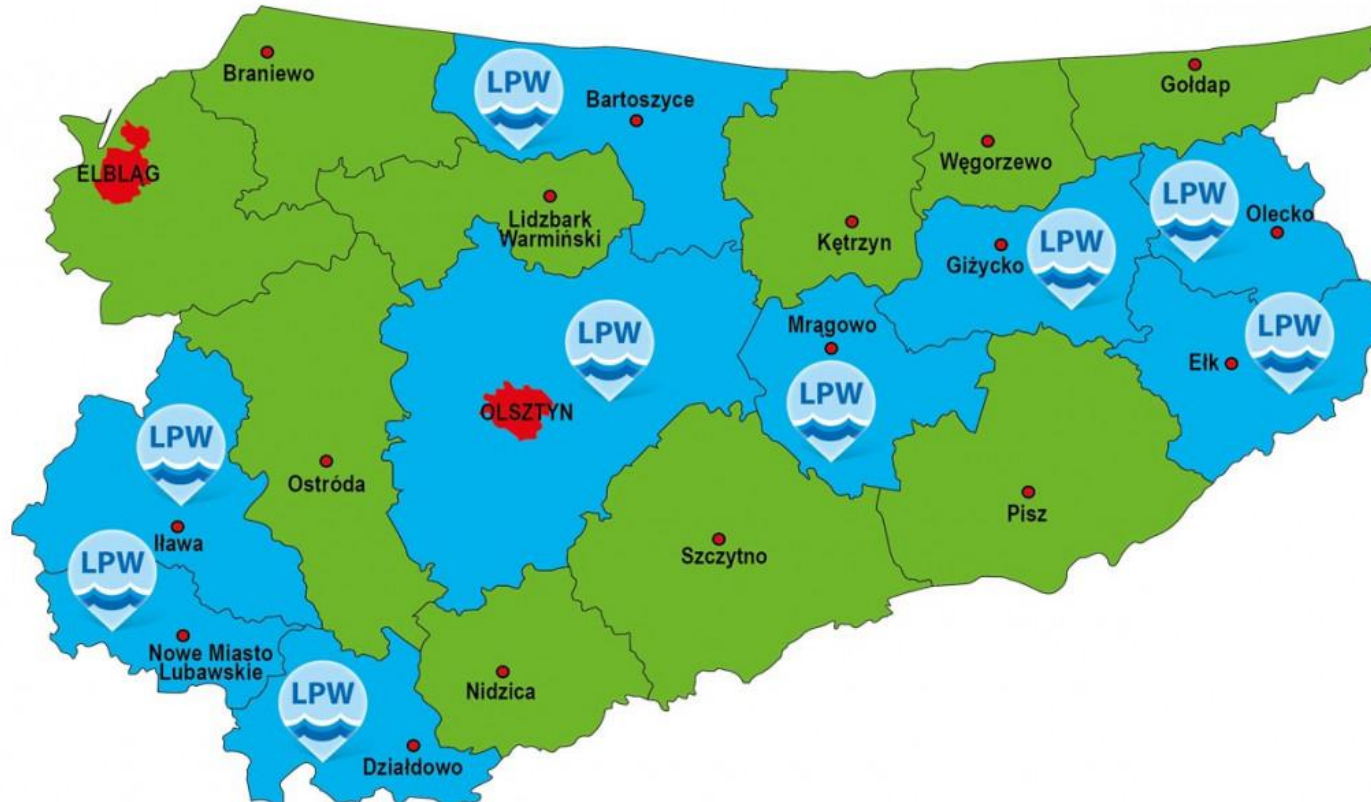 Braniewo
LPW
Bartoszyce
Gołdap
ELBLĄG
Węgorzewo
Lidzbark
Warmiński
Kętrzyn
LPW
Olecko
Giżycko
LPW
LPW
Mrągowo
LPW
Ełk
LPW
OLSZTYN
LPW
Ostróda
Pisz
Iława
Szczytno
LPW
Nowe Miasto
Lubawskie
Nidzica
LPW
Działdowo